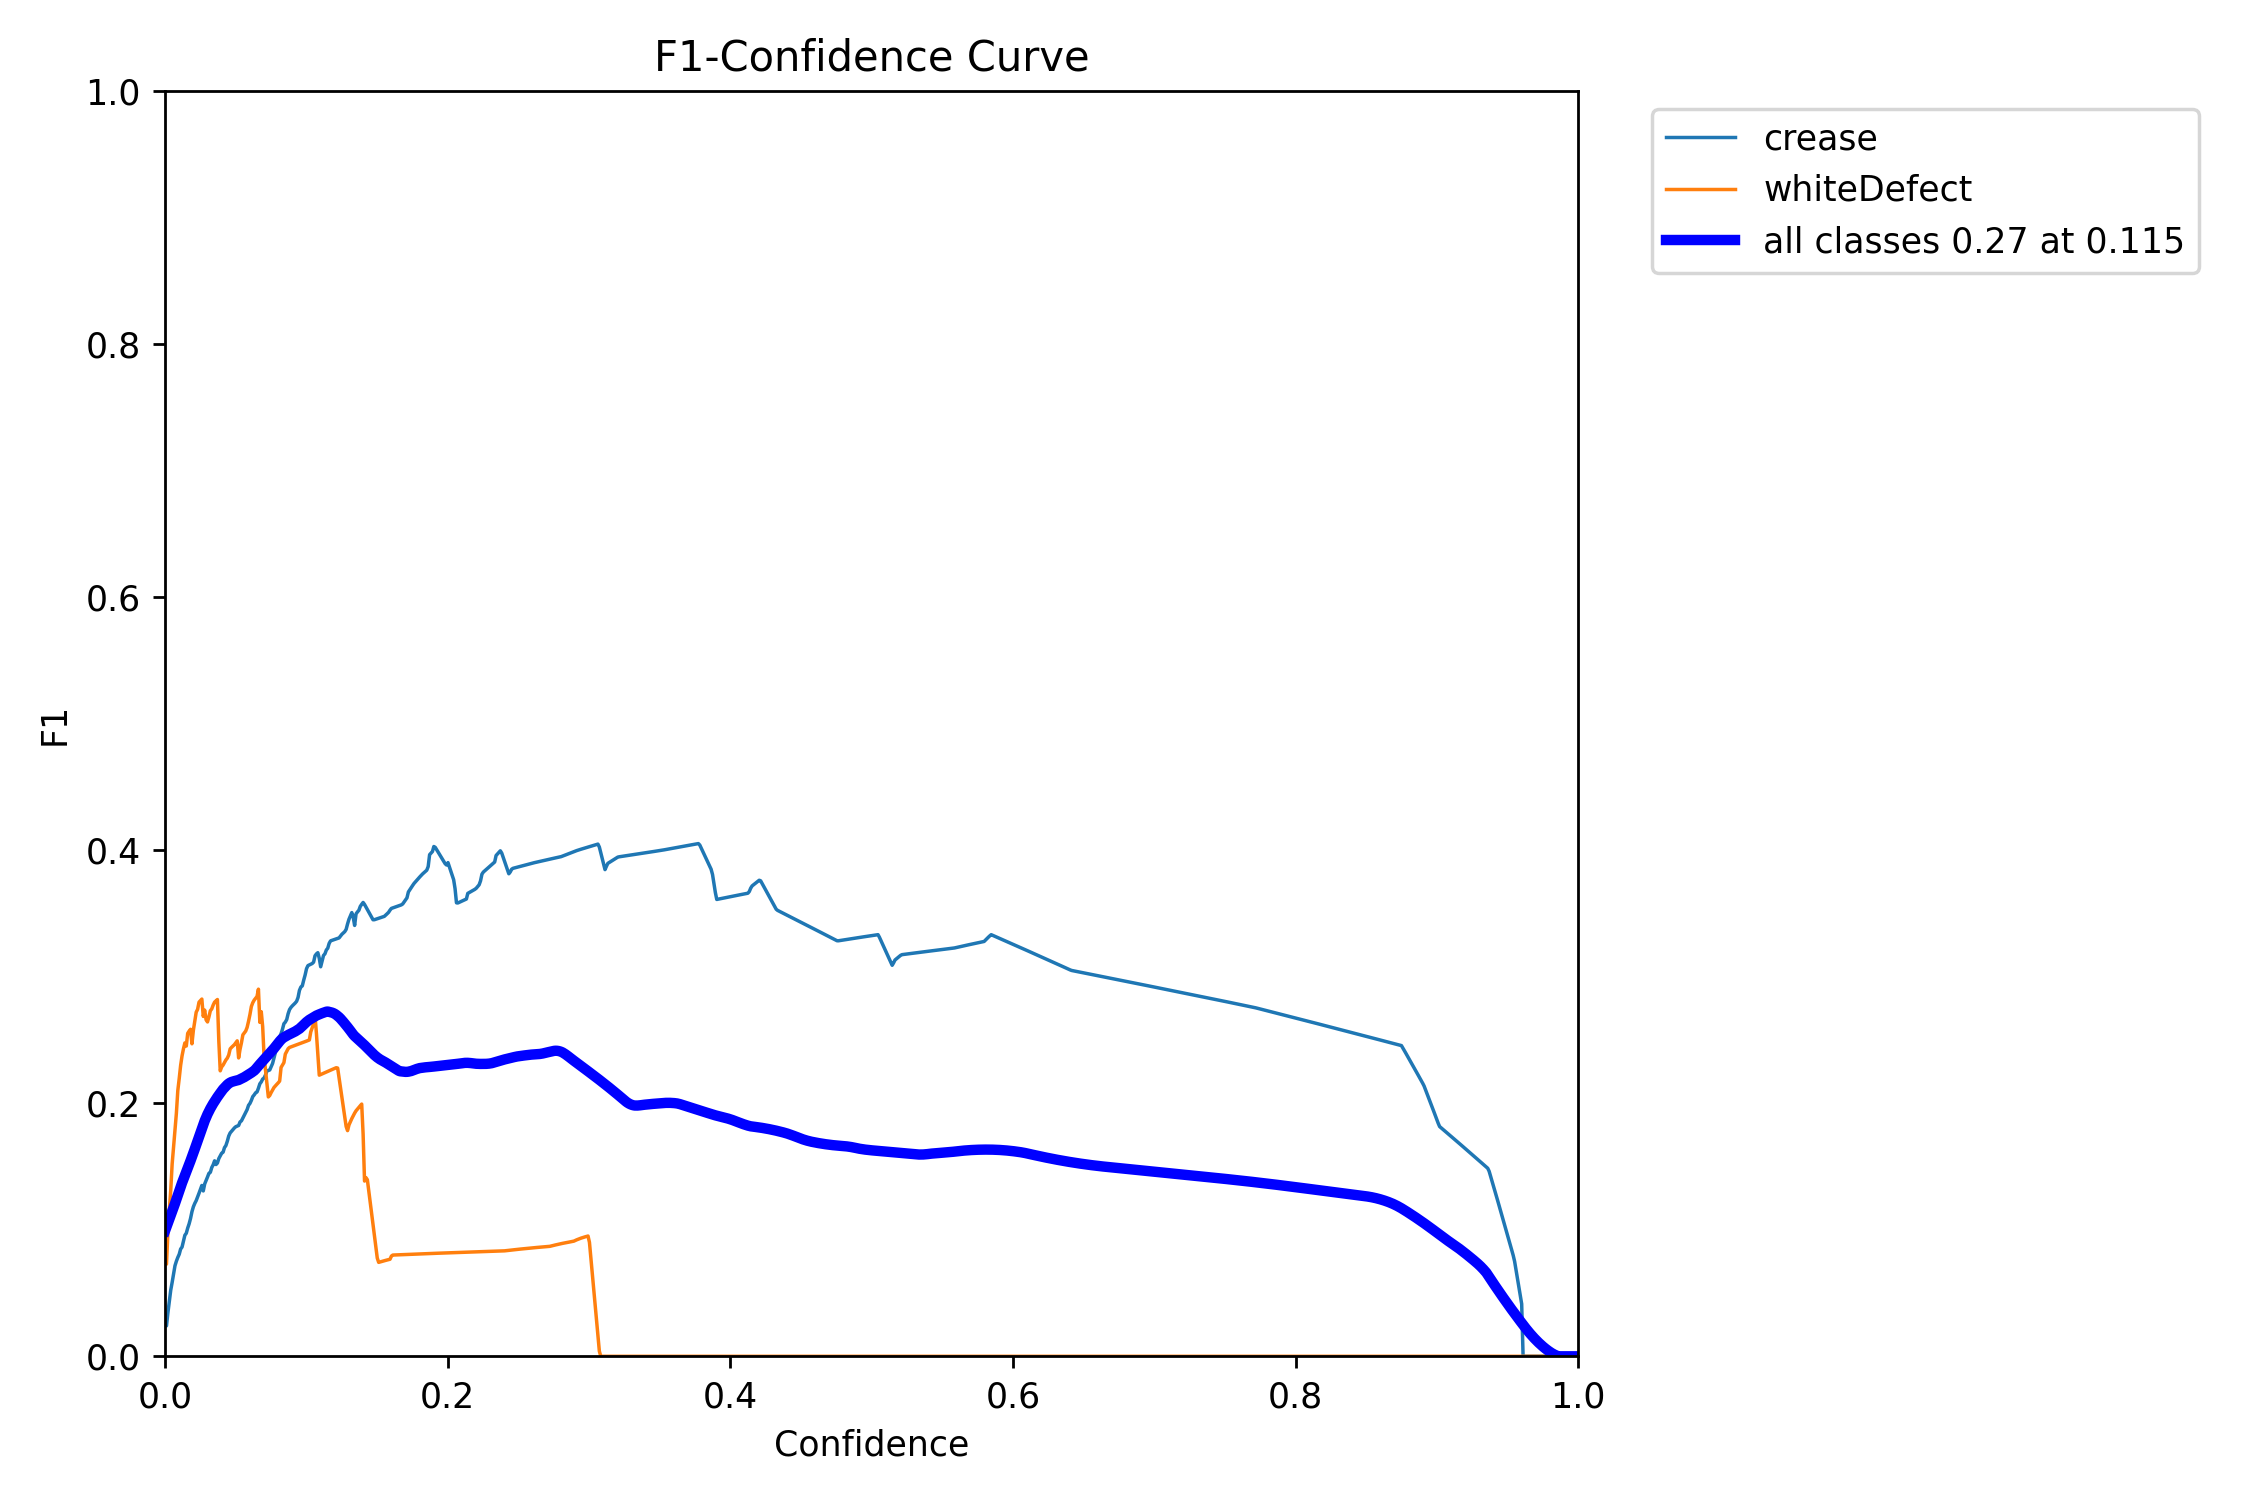 F1-Confidence Curve
1.0
0.8
0.6
0.4
0.2
0.0
F1
0.0 0.2 0.4 0.6 0.8 1.0
Confidence
crease
whiteDefect
all classes 0.27 at 0.115